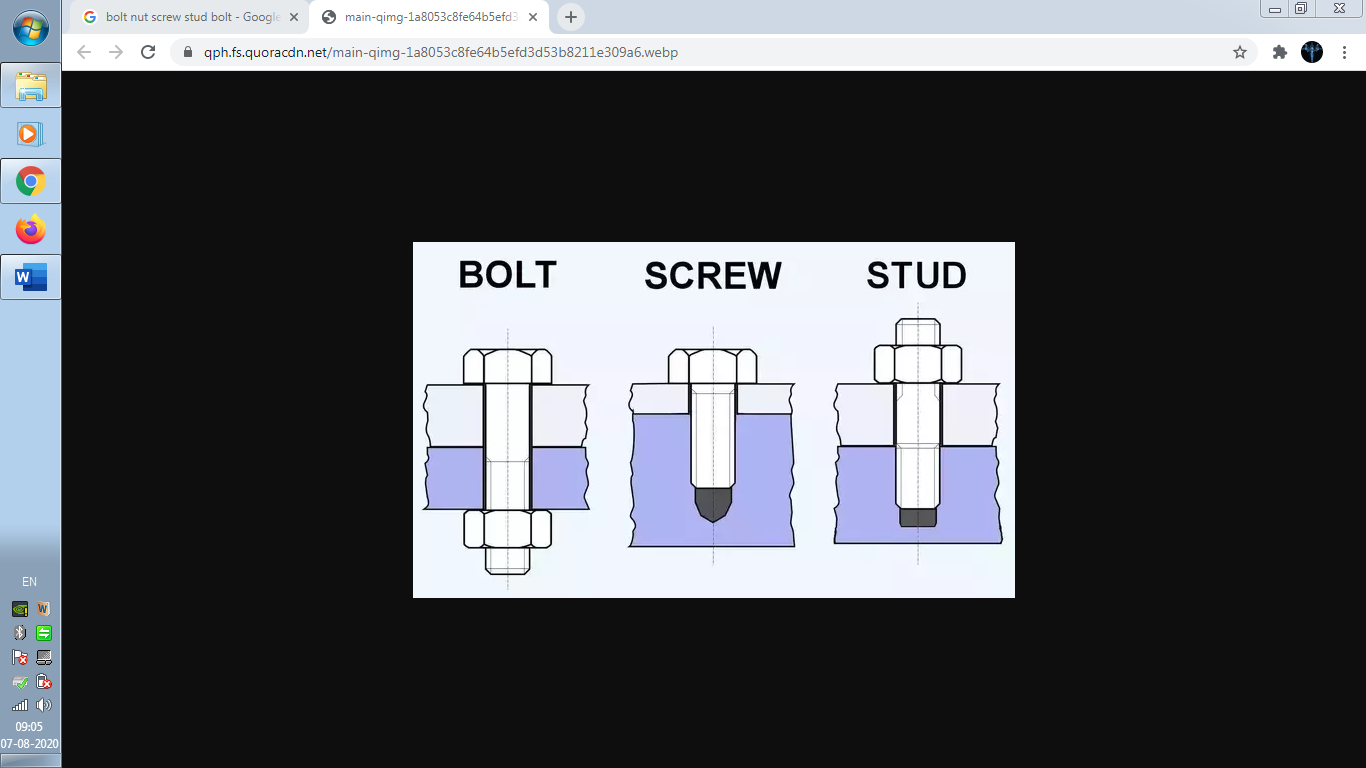 bolt nut screw stud bolt - Google
main-qimg-1a8053c8fe64b5efd3
qph.fs.quoracdn.net/main-qimg-1a8053c8fe64b5efd3d53b8211e309a6.webp
BOLT SCREW STUD
EN
09:05
07-08-2020